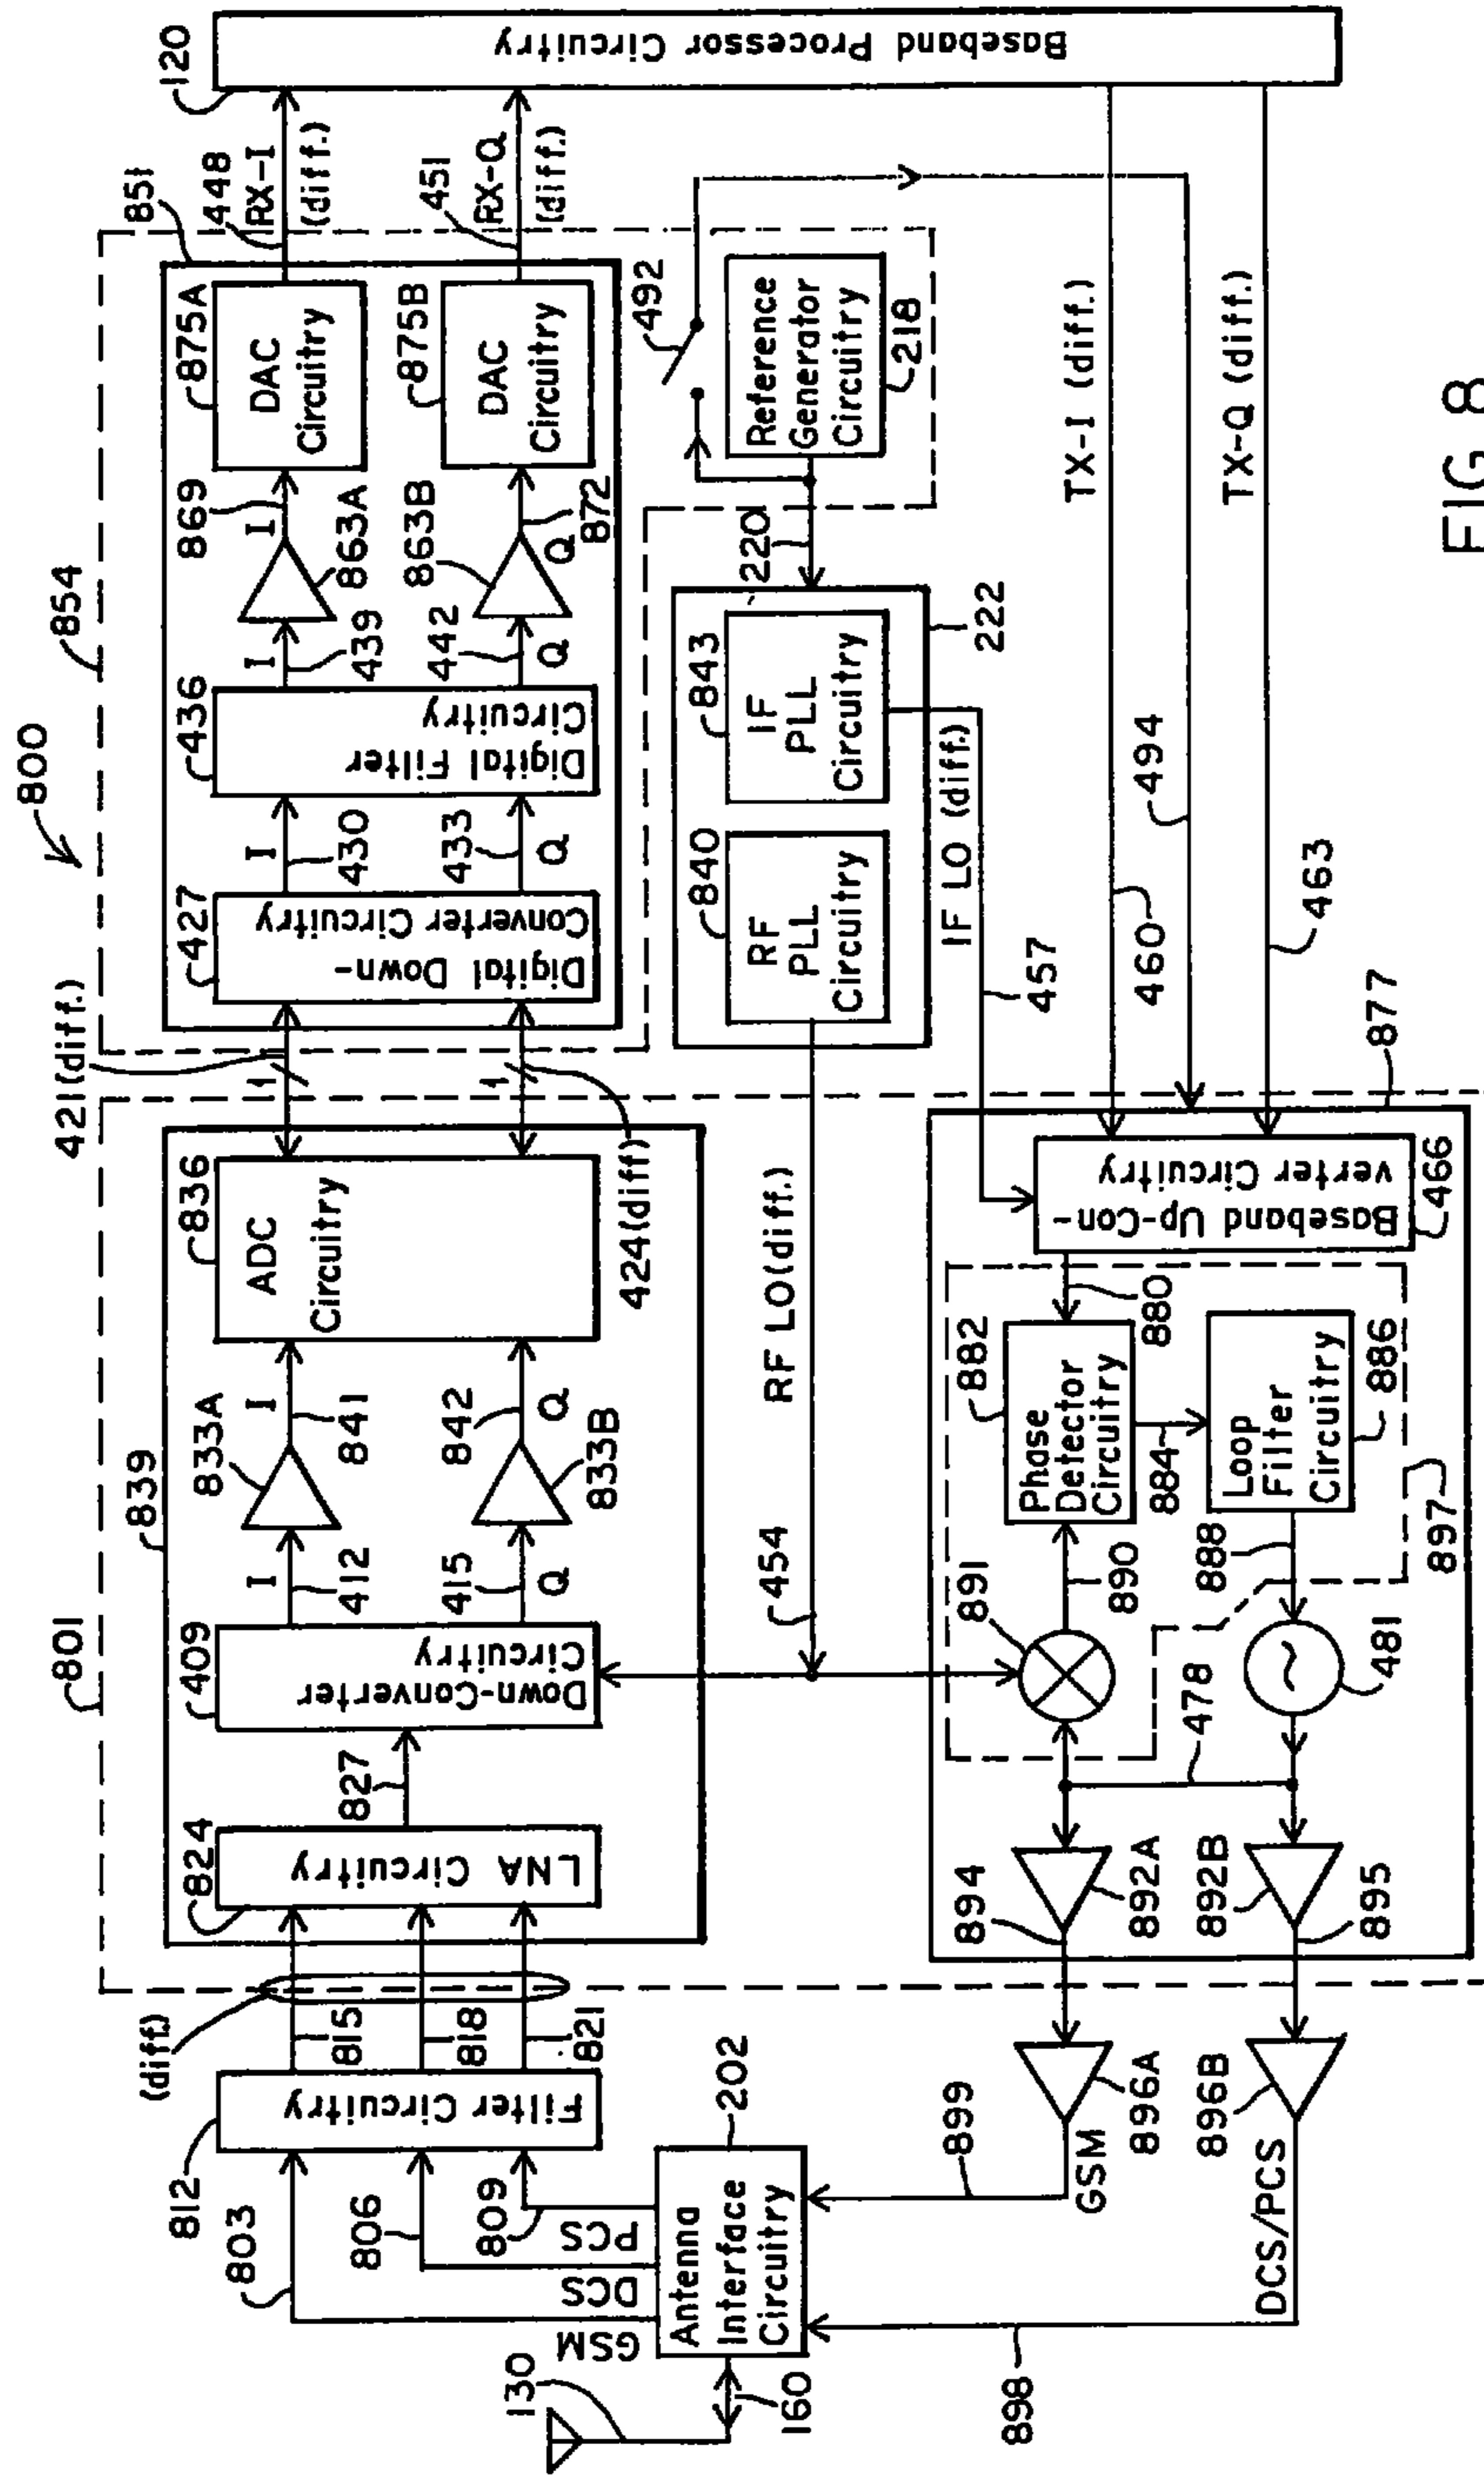 800
801
839
812
(diff.)
803
806
809
GSM
DCS
PCS
130
160
Antenna
Interface
Circuitry
202
Filter Circuitry
815
818
821
824
LNA Circuitry
827
409
Down-Converter
Circuitry
I
412
415
Q
833A
833B
I
841
842
Q
836
ADC
Circuitry
421(diff.)
1
1
424(diff)
854
851
427
Digital Down-
Converter Circuitry
I
430
433
Q
436
Digital Filter
Circuitry
I
439
442
Q
863A
863B
869
I
Q
872
875A
DAC
Circuitry
875B
DAC
Circuitry
448
RX-I
(diff.)
451
RX-Q
(diff.)
120
Baseband Processor Circuitry
492
Reference
Generator
Circuitry
218
220
222
840
RF
PLL
Circuitry
843
IF
PLL
Circuitry
454
RF LO(diff.)
IF LO (diff.)
457
460
TX-I (diff.)
494
463
TX-Q (diff.)
877
466
Baseband Up-Con-
verter Circuitry
880
882
Phase
Detector
Circuitry
884
Loop
Filter
Circuitry
886
888
890
891
897
481
478
892A
892B
894
895
896A
896B
GSM
DCS/PCS
899
898
FIG. 8